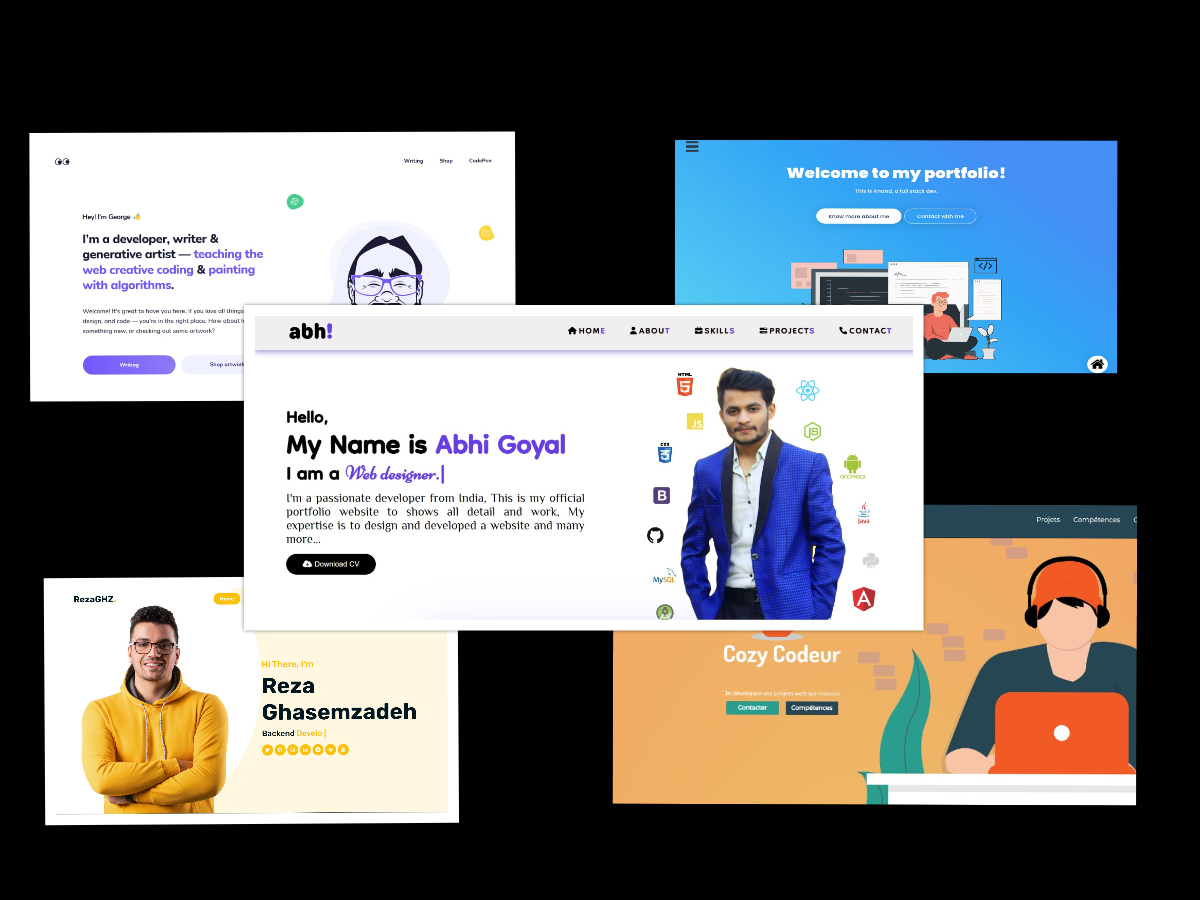 Writing Shop CodePen
Hey! I'm George
I'm a developer, writer &
generative artist — teaching the
web creative coding & painting
with algorithms.
Welcome! It's great to have you here. If you love all things
design, and code — you're in the right place. How about
something new, or checking out some artwork?
Writing
Shop artwork
Welcome to my portfolio!
This is Anand, a full stack dev.
Know more about me Contact with me
</>
abh!
HOME ABOUT SKILLS PROJECTS CONTACT
Hello,
My Name is Abhi Goyal
I am a Web designer.|
I'm a passionate developer from India, This is my official
portfolio website to shows all detail and work, My
expertise is to design and developed a website and many
more...
Download CV
HTML
5
JS
CSS
3
JS
B
ANDROID
Java
MySQL
A
RezaGHZ.
Home
Hi There, I'm
Reza
Ghasemzadeh
Backend Develo|
Projets Compétences C
Cozy Codeur
Je développe vos projets web sur mesure
Contacter Compétences